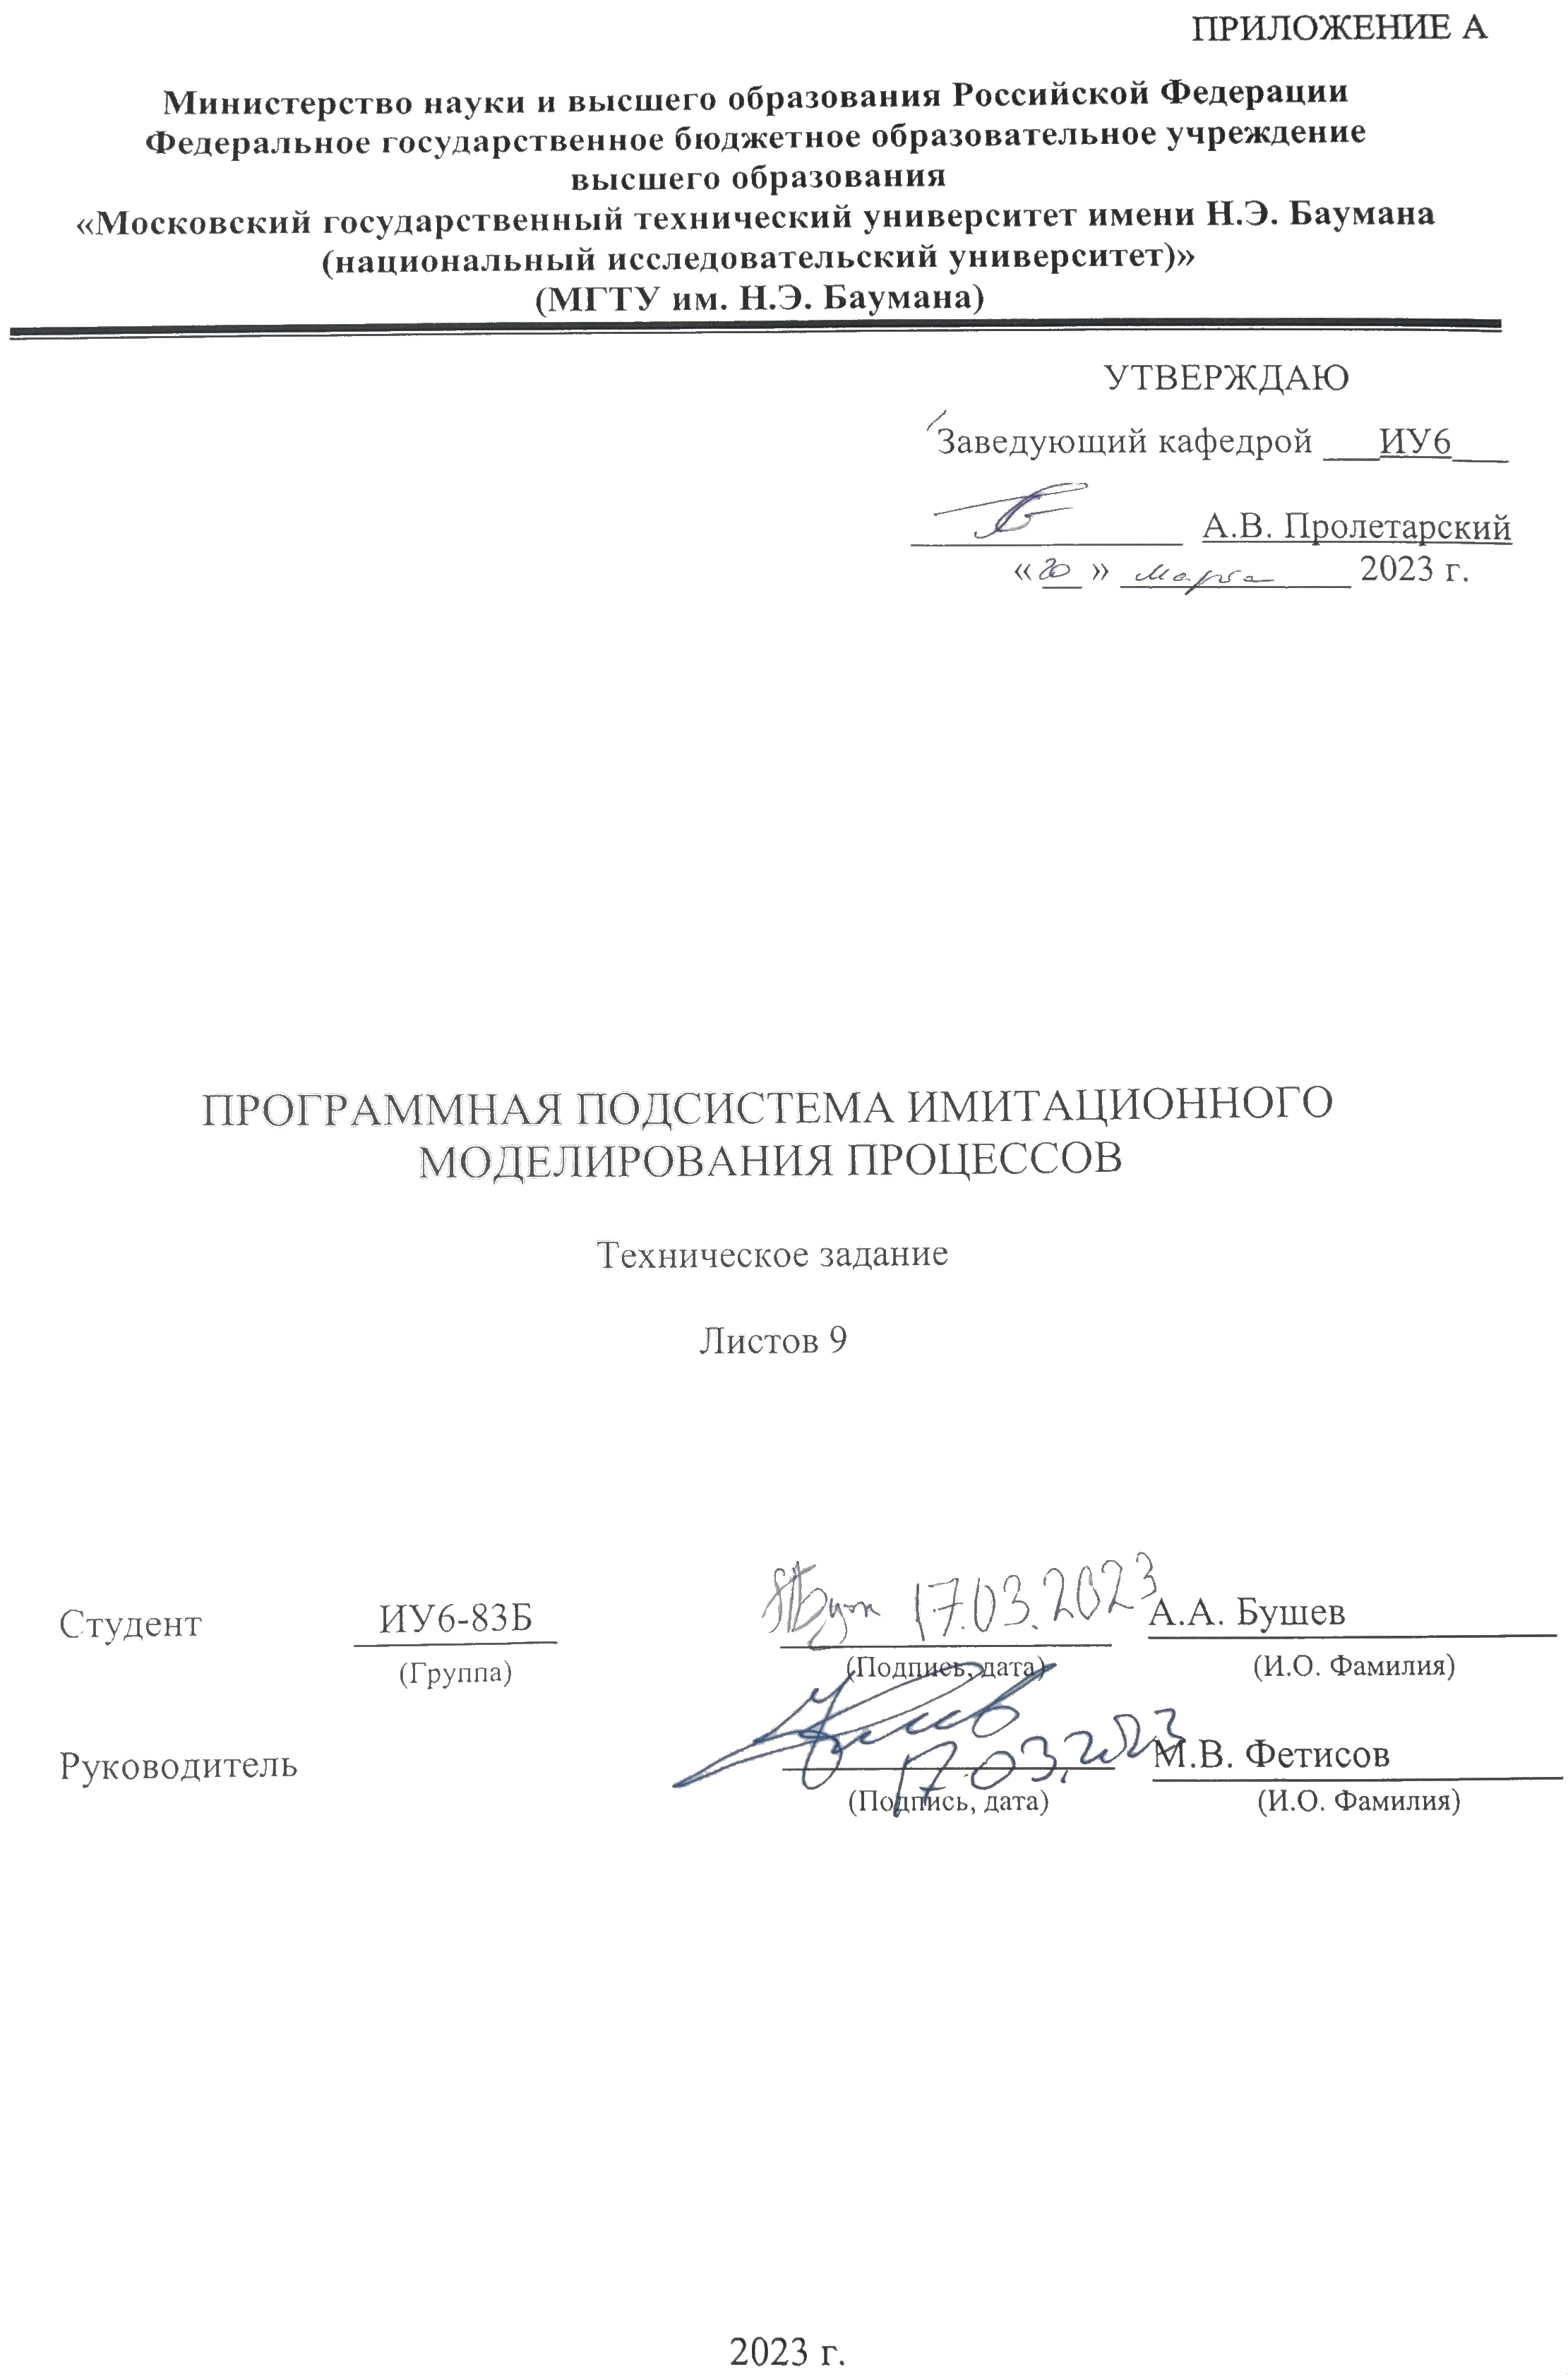 ПРИЛОЖЕНИЕ А
Министерство науки и высшего образования Российской Федерации
Федеральное государственное бюджетное образовательное учреждение
высшего образования
«Московский государственный технический университет имени Н.Э. Баумана
(национальный исследовательский университет)»
(МГТУ им. Н.Э. Баумана)
УТВЕРЖДАЮ
Заведующий кафедрой ИУ6
А.В. Пролетарский
«20» марта 2023 г.
ПРОГРАММНАЯ ПОДСИСТЕМА ИМИТАЦИОННОГО
МОДЕЛИРОВАНИЯ ПРОЦЕССОВ
Техническое задание
Листов 9
Студент ИУ6-83Б 17.03.2023 А.А. Бушев
(Группа) (Подпись, дата) (И.О. Фамилия)
Руководитель 17.03.2023 М.В. Фетисов
(Подпись, дата) (И.О. Фамилия)
2023 г.